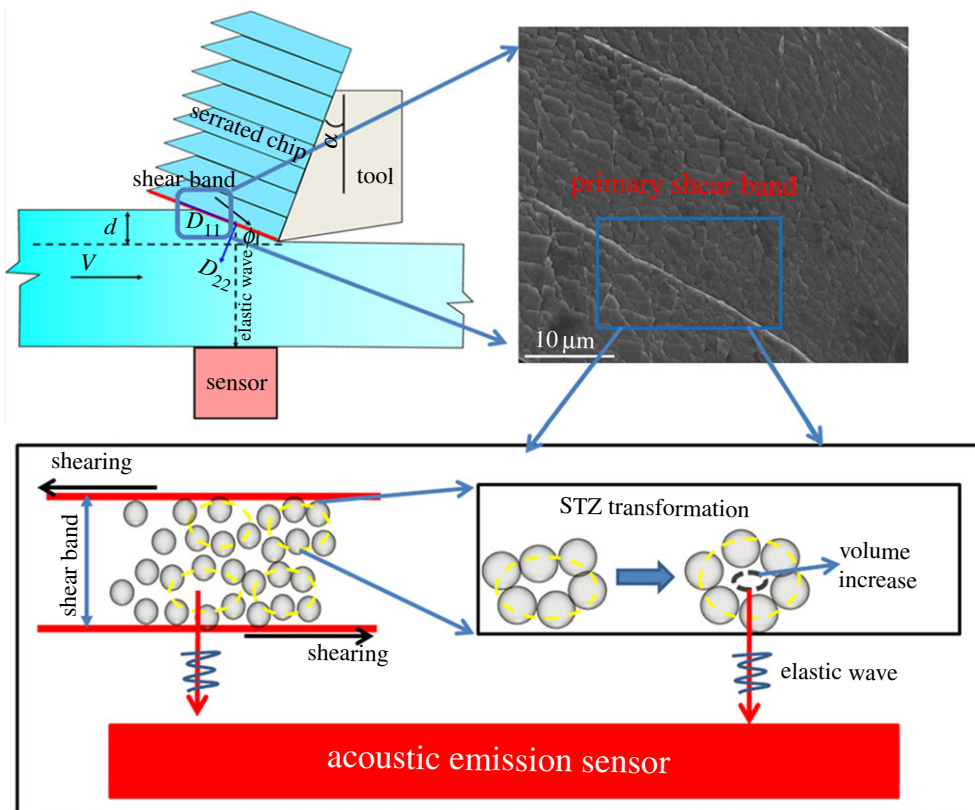 serrated chip
α
tool
shear band
d
D11
ϕ
V
D22
elastic wave
sensor
primary shear band
10 μm
shearing
shear band
shearing
STZ transformation
volume
increase
elastic wave
acoustic emission sensor